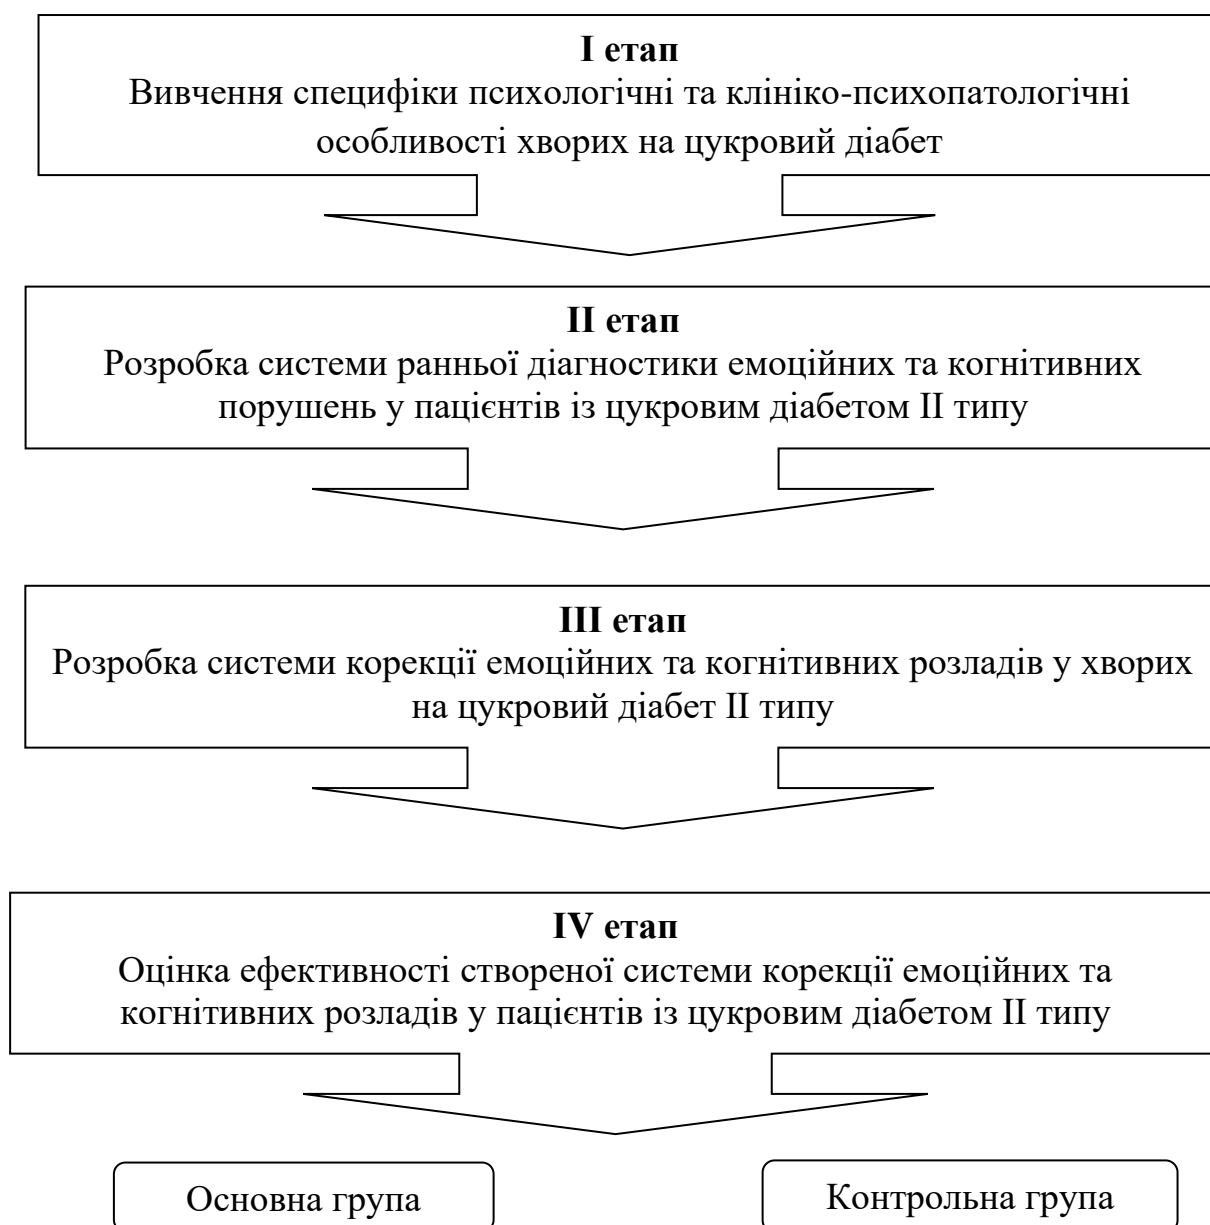 I етап
Вивчення специфіки психологічні та клініко-психопатологічні
особливості хворих на цукровий діабет
II етап
Розробка системи ранньої діагностики емоційних та когнітивних
порушень у пацієнтів із цукровим діабетом II типу
III етап
Розробка системи корекції емоційних та когнітивних розладів у хворих
на цукровий діабет II типу
IV етап
Оцінка ефективності створеної системи корекції емоційних та
когнітивних розладів у пацієнтів із цукровим діабетом II типу
Основна група
Контрольна група